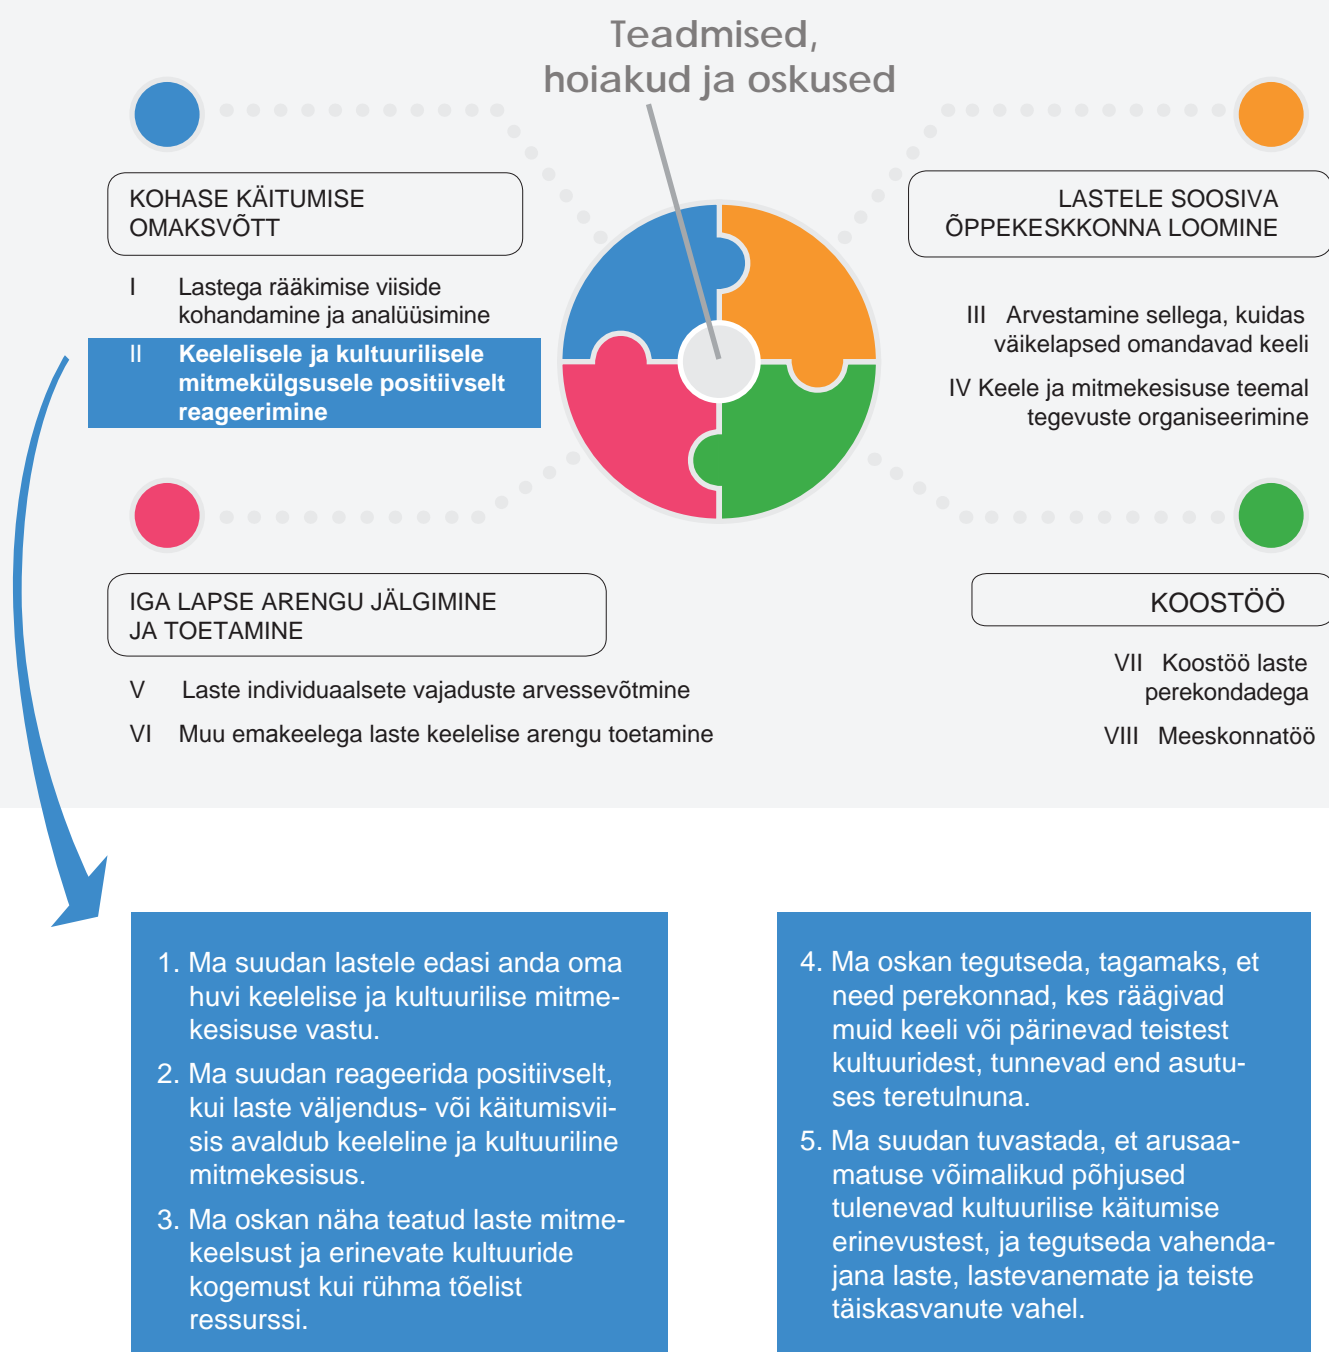 Teadmised,
hoiakud ja oskused
KOHASE KÄITUMISE
OMAKSVÕTT
I Lastega rääkimise viiside
kohandamine ja analüüsimine
II Keelelisele ja kultuurilisele
mitmekülgsusele positiivselt
reageerimine
LASTELE SOOSIVA
ÕPPEKESKKONNA LOOMINE
III Arvestamine sellega, kuidas
väikelapsed omandavad keeli
IV Keele ja mitmekesisuse teemal
tegevuste organiseerimine
IGA LAPSE ARENGU JÄLGIMINE
JA TOETAMINE
V Laste individuaalsete vajaduste arvessevõtmine
VI Muu emakeelega laste keelelise arengu toetamine
KOOSTÖÖ
VII Koostöö laste
perekondadega
VIII Meeskonnatöö
1. Ma suudan lastele edasi anda oma
huvi keelelise ja kultuurilise mitme-
kesisuse vastu.
2. Ma suudan reageerida positiivselt,
kui laste väljendus- või käitumisvii-
sis avaldub keeleline ja kultuuriline
mitmekesisus.
3. Ma oskan näha teatud laste mitme-
keelsust ja erinevate kultuuride
kogemust kui rühma tõelist
ressurssi.
4. Ma oskan tegutseda, tagamaks, et
need perekonnad, kes räägivad
muid keeli või pärinevad teistest
kultuuridest, tunnevad end asutu-
ses teretulnuna.
5. Ma suudan tuvastada, et arusaa-
matuse võimalikud põhjused
tulenevad kultuurilise käitumise
erinevustest, ja tegutseda vahenda-
jana laste, lastevanemate ja teiste
täiskasvanute vahel.